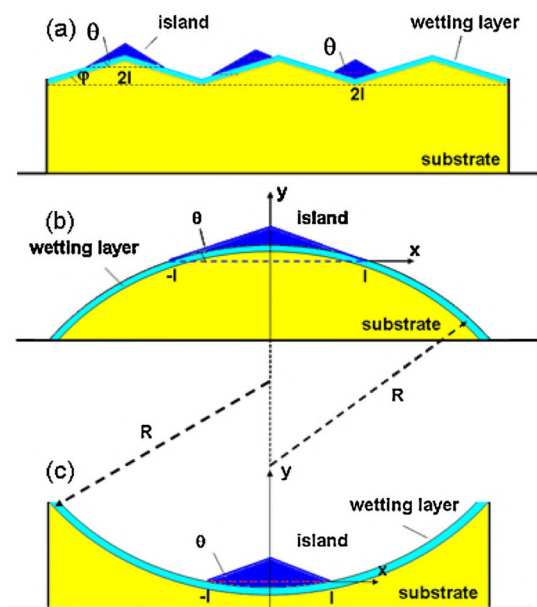 (a)
θ
island
θ
wetting layer
φ
2l
2l
substrate
(b)
y
θ
island
wetting layer
x
-l
l
substrate
R
R
(c)
y
wetting layer
island
θ
x
-l
l
substrate